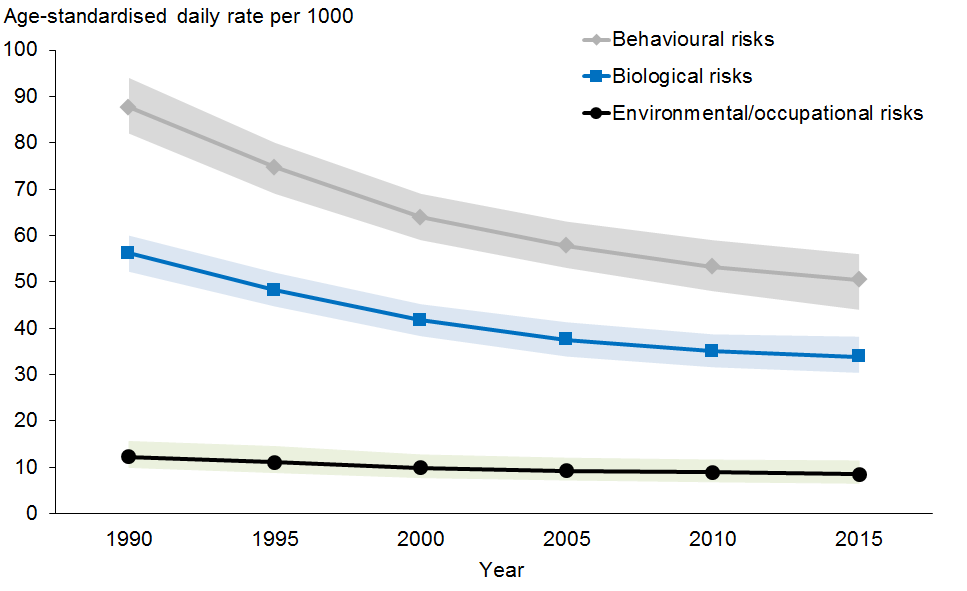 Age-standardised daily rate per 1000
Behavioural risks
Biological risks
Environmental/occupational risks
100
90
80
70
60
50
40
30
20
10
0
1990 1995 2000 2005 2010 2015
Year